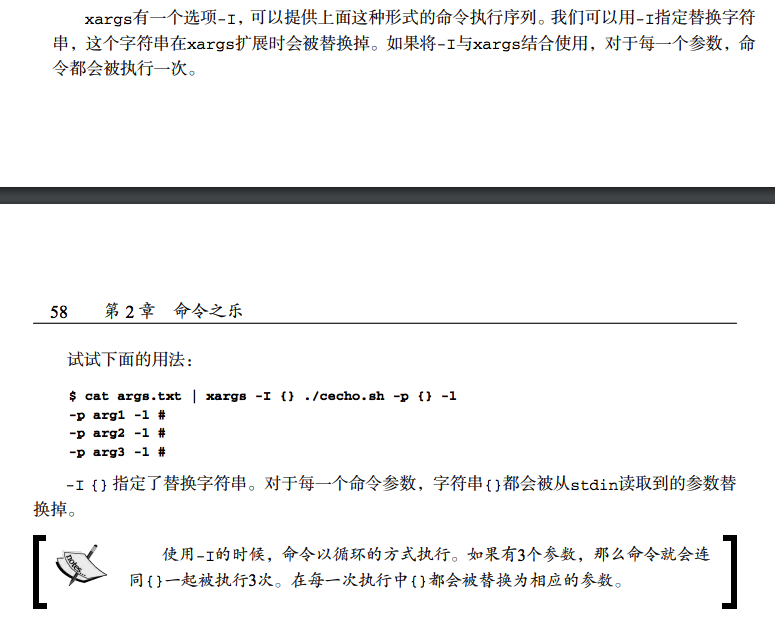 xargs有一个选项-I，可以提供上面这种形式的命令执行序列。我们可以用-I指定替换字符
串，这个字符串在xargs扩展时会被替换掉。如果将-I与xargs结合使用，对于每一个参数，命
令都会被执行一次。
58 第 2 章 命令之乐
试试下面的用法：
$ cat args.txt | xargs -I {} ./cecho.sh -p {} -l
-p arg1 -l #
-p arg2 -l #
-p arg3 -l #
-I {} 指定了替换字符串。对于每一个命令参数，字符串{}都会被从stdin读取到的参数替
换掉。
使用-I的时候，命令以循环的方式执行。如果有3个参数，那么命令就会连
同{}一起被执行3次。在每一次执行中{}都会被替换为相应的参数。